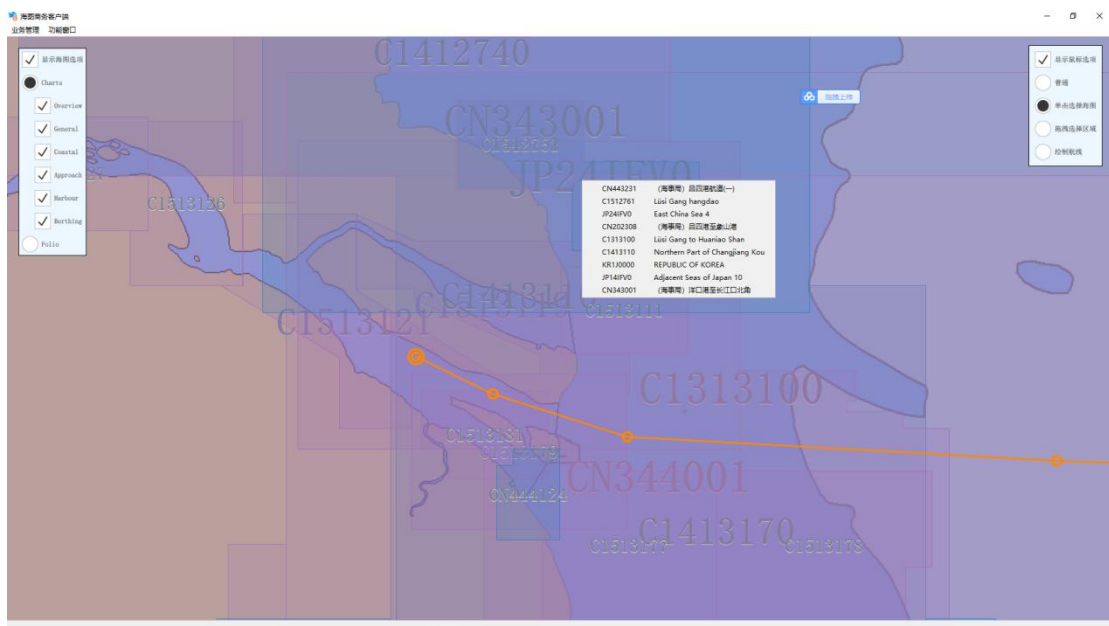 海图商务客户端
业务管理 功能窗口
显示海图选项
Charts
Overview
General
Coastal
Approach
Harbour
Berthing
Folio
显示鼠标选项
普通
单击选择海图
拖拽选择区域
绘制航线
拖拽上传
C1412740
CN343001
C1512752
JP24IFV0
C1513126
CN443231 (海事局) 吕四港航道(一)
C1512761 Lüsi Gang hangdao
JP24IFV0 East China Sea 4
CN202308 (海事局) 吕四港至象山港
C1313100 Lüsi Gang to Huaniao Shan
C1413110 Northern Part of Changjiang Kou
KR1J0000 REPUBLIC OF KOREA
JP14IFV0 Adjacent Seas of Japan 10
CN343001 (海事局) 洋口港至长江口北角
C1513121
C1513111
C1313100
C1513181
CN344001
CN444124
C1413170
C1513177
C1513178